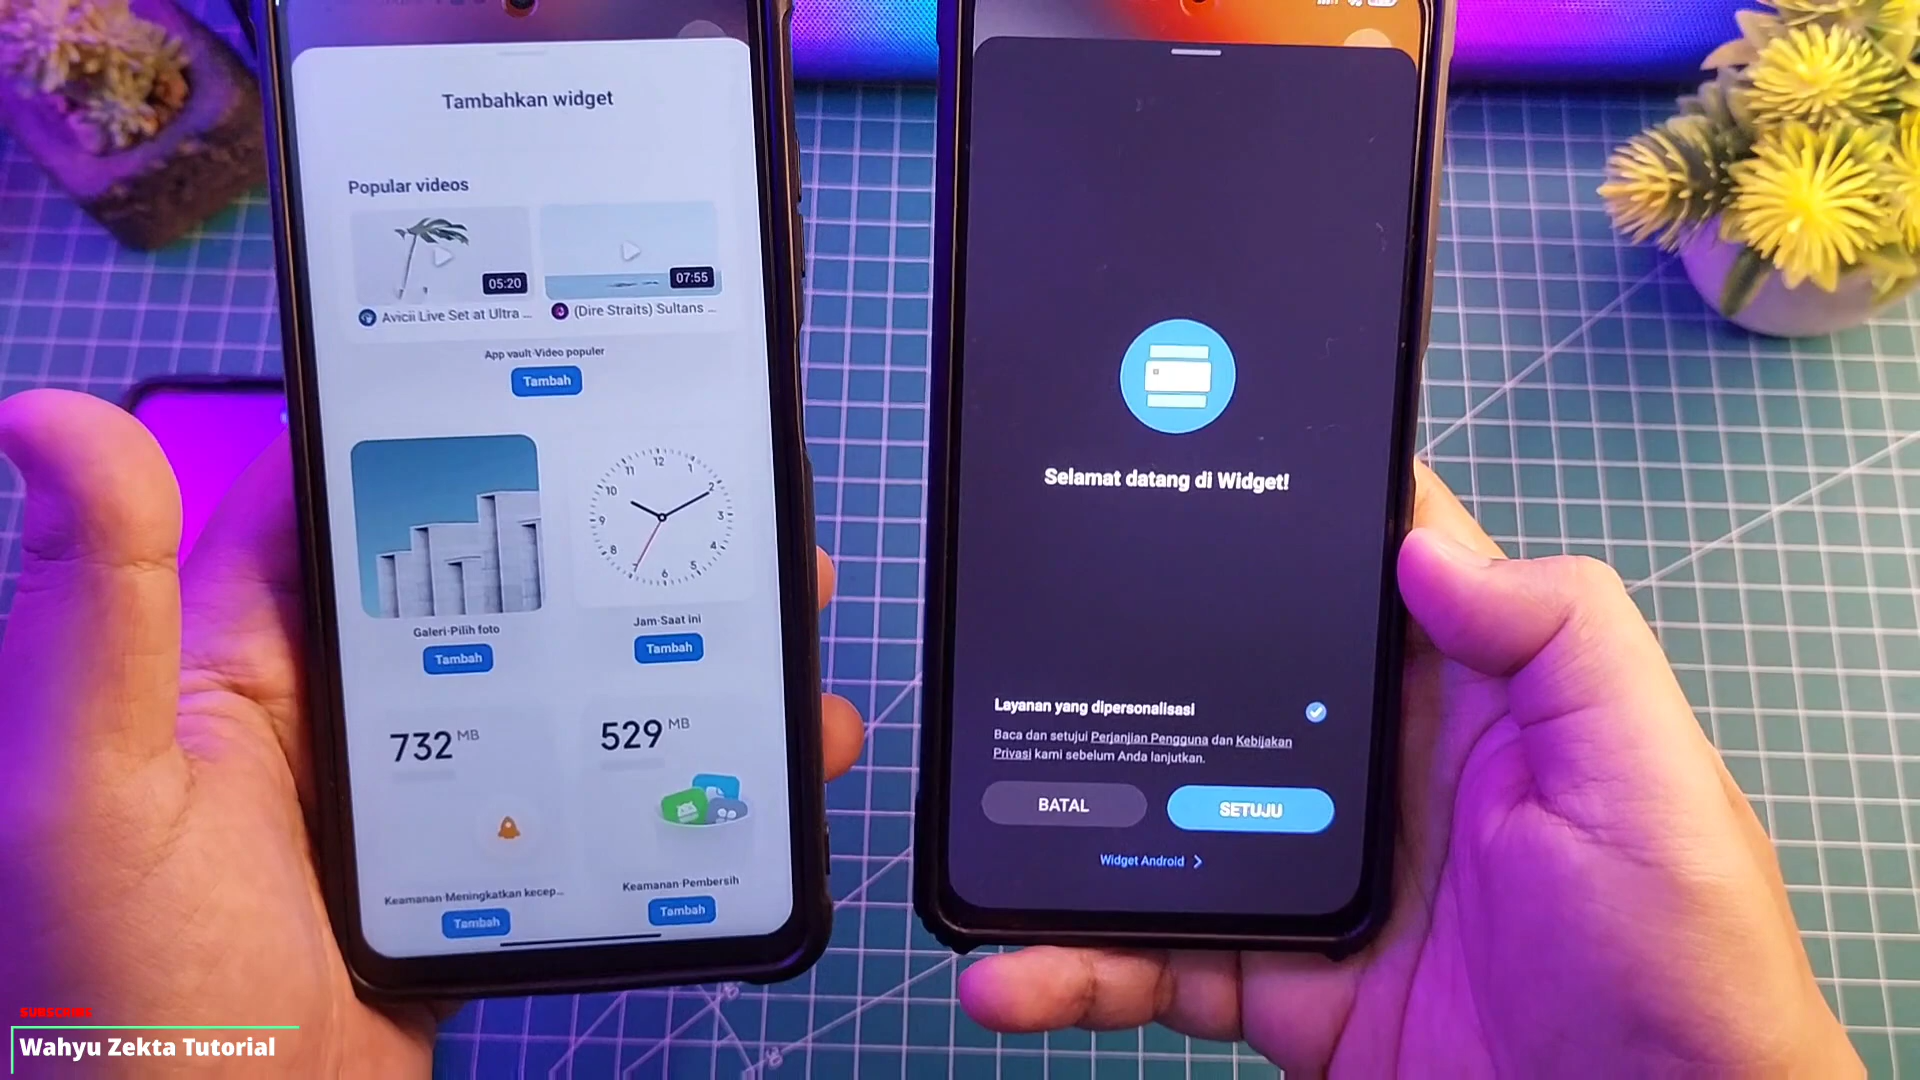 Tambahkan widget
Popular videos
05:20
07:55
Avicii Live Set at Ultra ...
(Dire Straits) Sultans ...
App vault·Video populer
Tambah
12
1
2
3
4
5
6
7
8
9
10
11
Galeri·Pilih foto
Tambah
Jam·Saat ini
Tambah
732 MB
529 MB
Keamanan·Meningkatkan kecep...
Tambah
Keamanan·Pembersih
Tambah
Selamat datang di Widget!
Layanan yang dipersonalisasi
Baca dan setujui Perjanjian Pengguna dan Kebijakan
Privasi kami sebelum Anda lanjutkan.
BATAL
SETUJU
Widget Android
SUBSCRIBE
Wahyu Zekta Tutorial